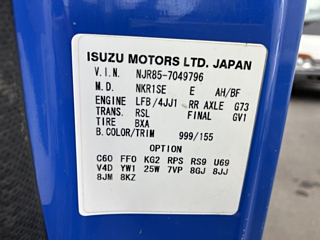 ISUZU MOTORS LTD. JAPAN
V.I.N. NJR85-7049796
M.D. NKR1SE E AH/BF
ENGINE LFB/4JJ1 RR AXLE G73
TRANS. RSL FINAL GV1
TIRE BXA
B.COLOR/TRIM 999/155
OPTION
C60 FF0 KG2 RPS RS9 U69
V4D YW1 25W 7VP 8GJ 8JJ
8JM 8KZ